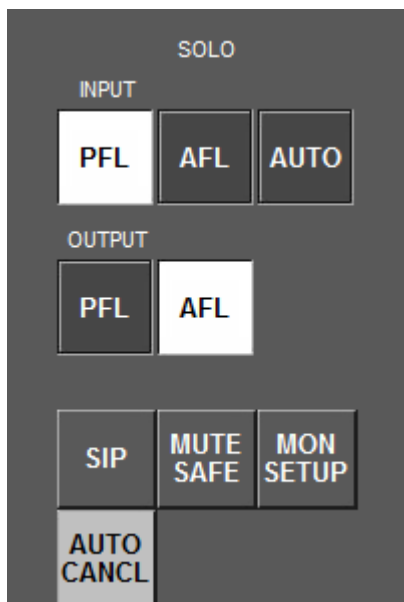 SOLO
INPUT
PFL AFL AUTO
OUTPUT
PFL AFL
SIP MUTE SAFE MON SETUP
AUTO CANCL